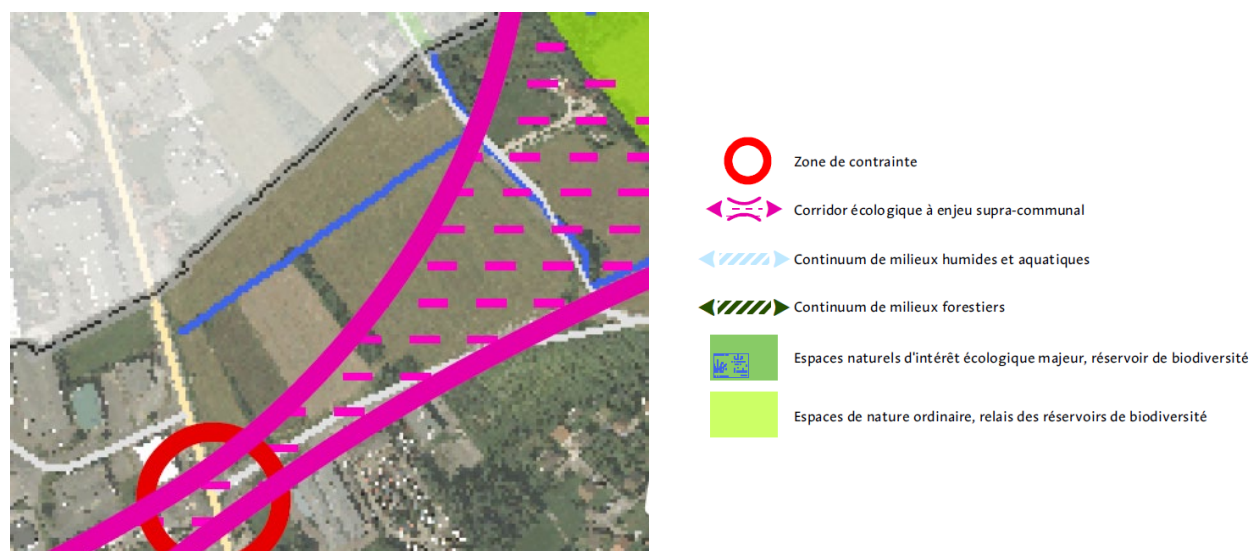 Zone de contrainte
Corridor écologique à enjeu supra-communal
Continuum de milieux humides et aquatiques
Continuum de milieux forestiers
Espaces naturels d'intérêt écologique majeur, réservoir de biodiversité
Espaces de nature ordinaire, relais des réservoirs de biodiversité